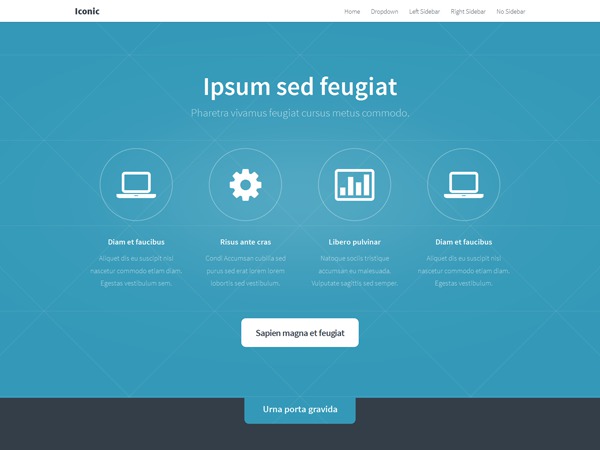 Iconic
Home Dropdown Left Sidebar Right Sidebar No Sidebar
Ipsum sed feugiat
Pharetra vivamus feugiat cursus metus commodo.
Diam et faucibus
Aliquet dis eu suscipit nisi
nascetur commodo etiam diam.
Egestas vestibulum sem.
Risus ante cras
Condi Accumsan cubilia sed
purus sed erat lorem lorem
lobortis sed vestibulum.
Libero pulvinar
Natoque sociis tristique
accumsan eu malesuada.
Vulputate sagittis sed semper.
Diam et faucibus
Aliquet dis eu suscipit nisi
nascetur commodo etiam diam.
Egestas vestibulum.
Sapien magna et feugiat
Urna porta gravida